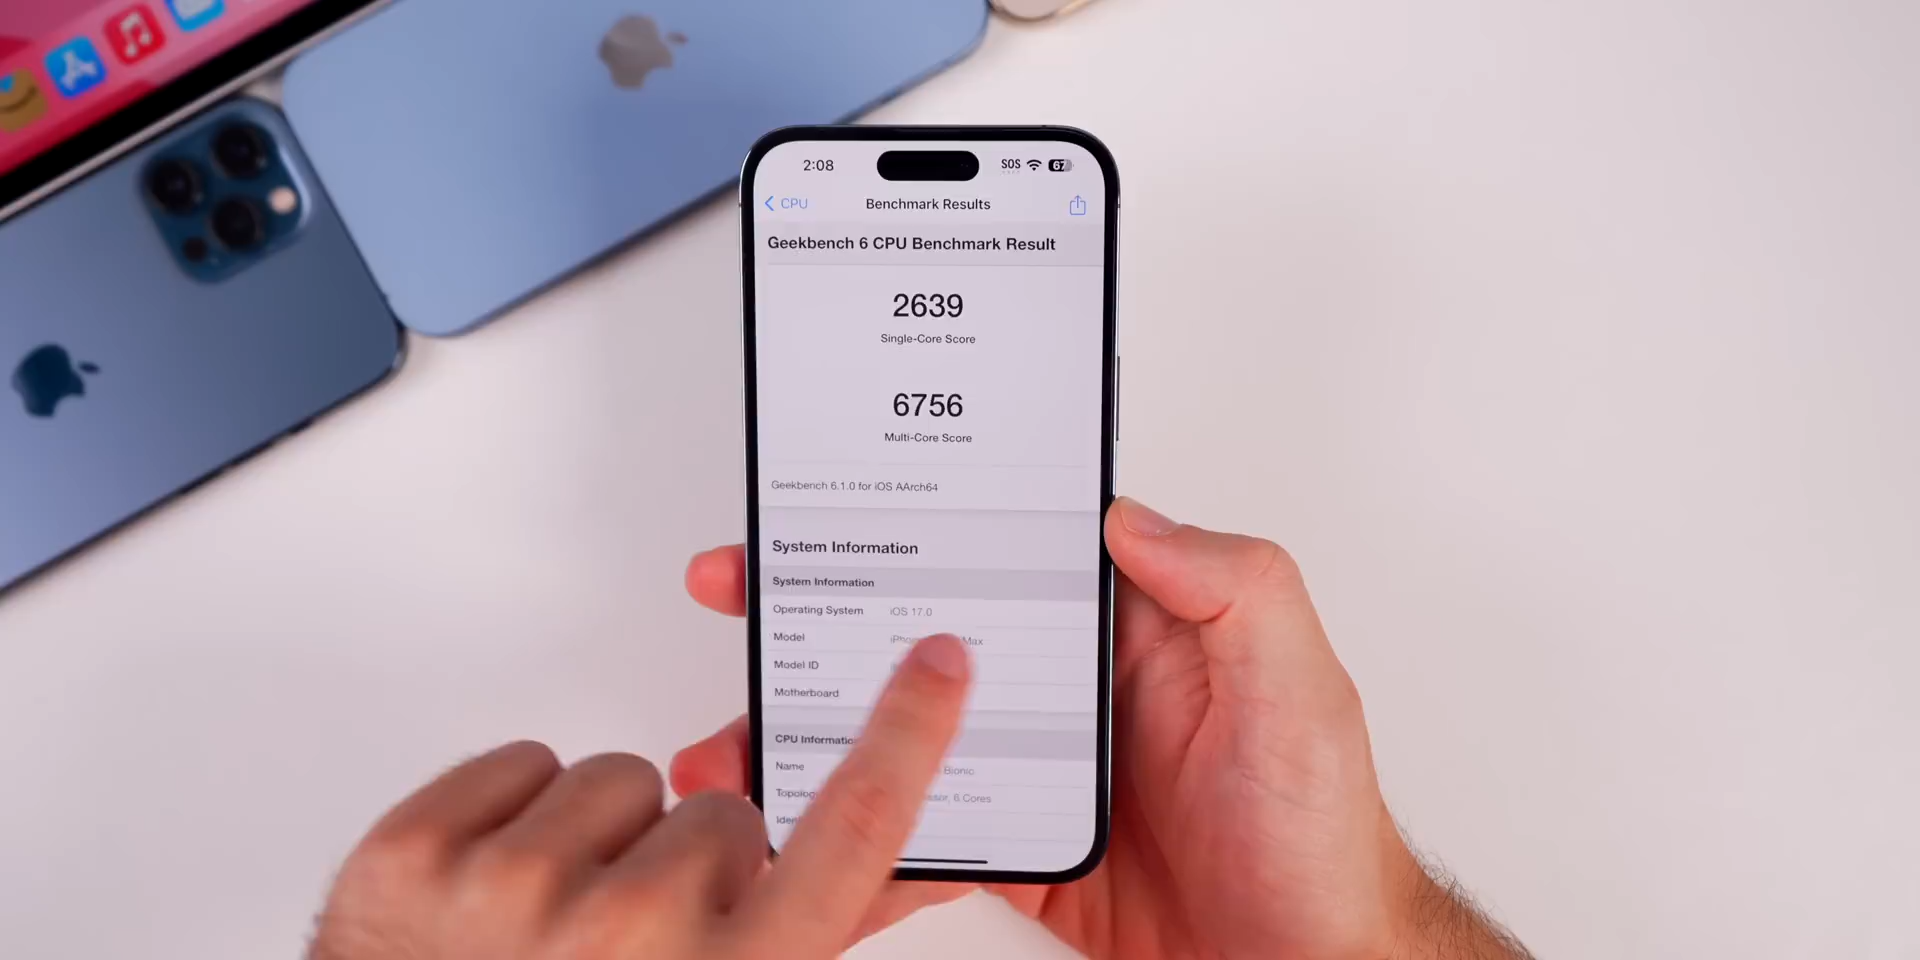 2:08
SOS
67
CPU
Benchmark Results
Geekbench 6 CPU Benchmark Result
2639
Single-Core Score
6756
Multi-Core Score
Geekbench 6.1.0 for iOS AArch64
System Information
System Information
Operating System iOS 17.0
Model Max
Model ID
Motherboard
CPU
Name Bionic
6 Cores